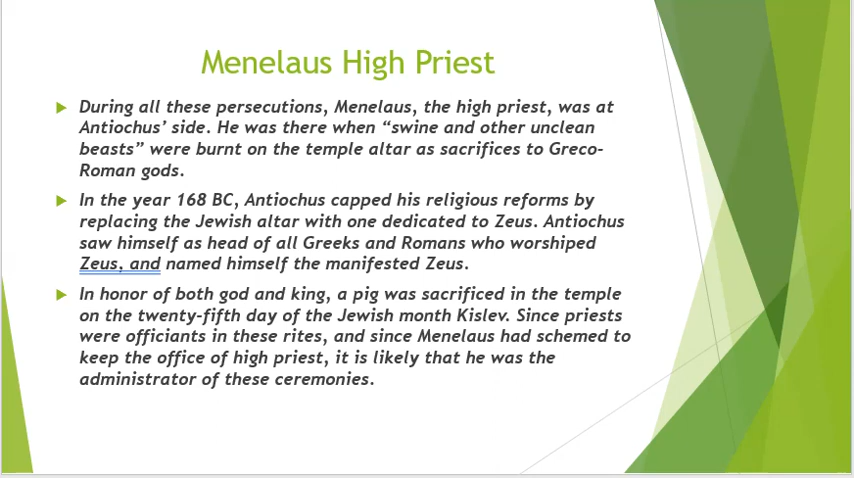 Menelaus High Priest
During all these persecutions, Menelaus, the high priest, was at
Antiochus’ side. He was there when “swine and other unclean
beasts” were burnt on the temple altar as sacrifices to Greco-
Roman gods.
In the year 168 BC, Antiochus capped his religious reforms by
replacing the Jewish altar with one dedicated to Zeus. Antiochus
saw himself as head of all Greeks and Romans who worshiped
Zeus, and named himself the manifested Zeus.
In honor of both god and king, a pig was sacrificed in the temple
on the twenty-fifth day of the Jewish month Kislev. Since priests
were officiants in these rites, and since Menelaus had schemed to
keep the office of high priest, it is likely that he was the
administrator of these ceremonies.